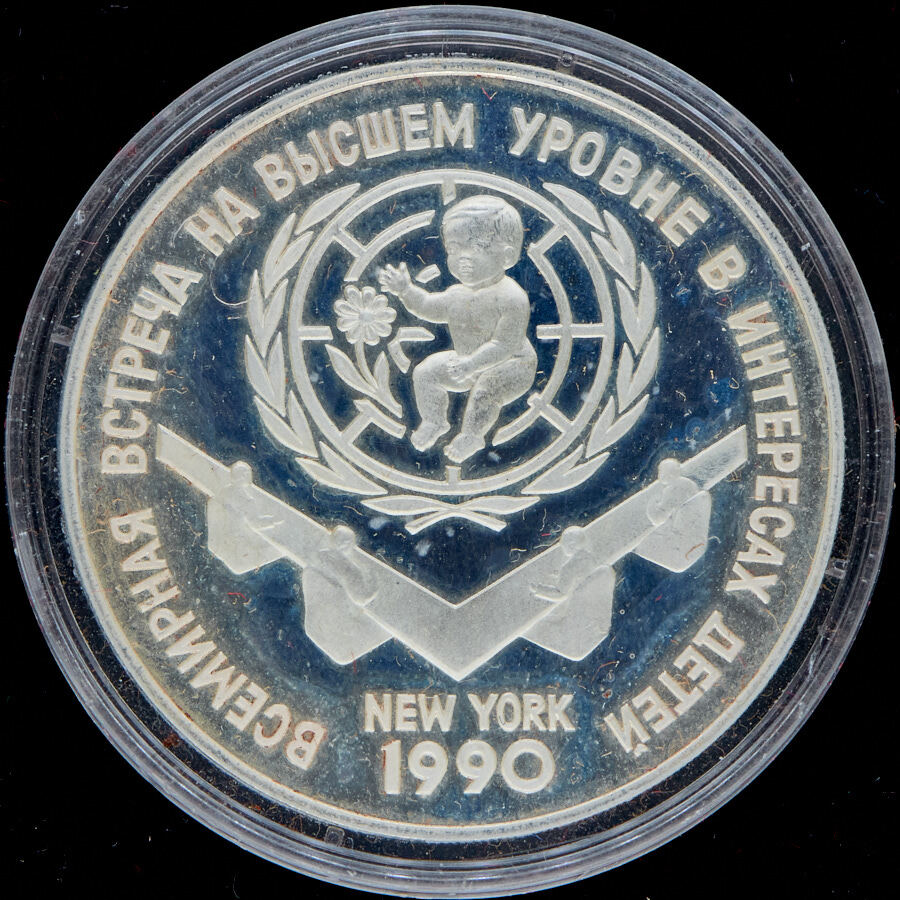 ВСЕМИРНАЯ ВСТРЕЧА НА ВЫСШЕМ УРОВНЕ В ИНТЕРЕСАХ ДЕТЕЙ
NEW YORK
1990